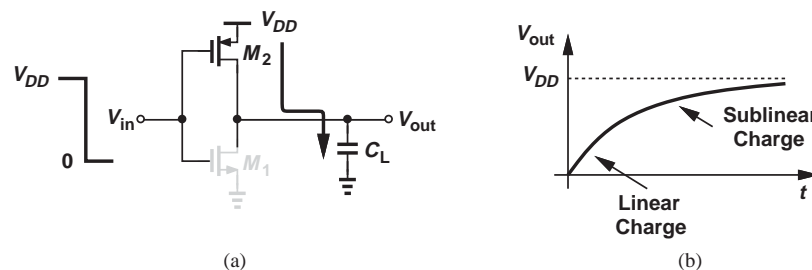 V_DD
0
V_in
V_DD
M_2
M_1
C_L
V_out
(a)
V_out
V_DD
Sublinear
Charge
Linear
Charge
t
(b)